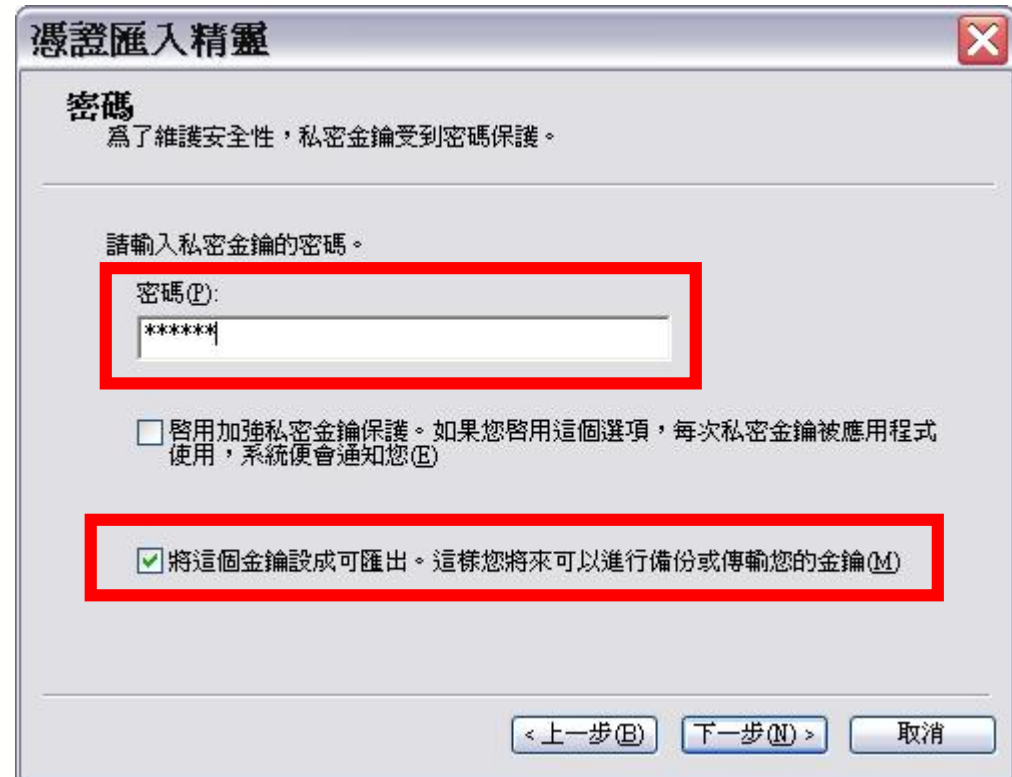 憑證匯入精靈
密碼
為了維護安全性，私密金鑰受到密碼保護。
請輸入私密金鑰的密碼。
密碼(P):
******
啓用加強私密金鑰保護。如果您啓用這個選項，每次私密金鑰被應用程式
使用，系統便會通知您(E)
將這個金鑰設成可匯出。這樣您將來可以進行備份或傳輸您的金鑰(M)
<上一步(B) 下一步(N)> 取消